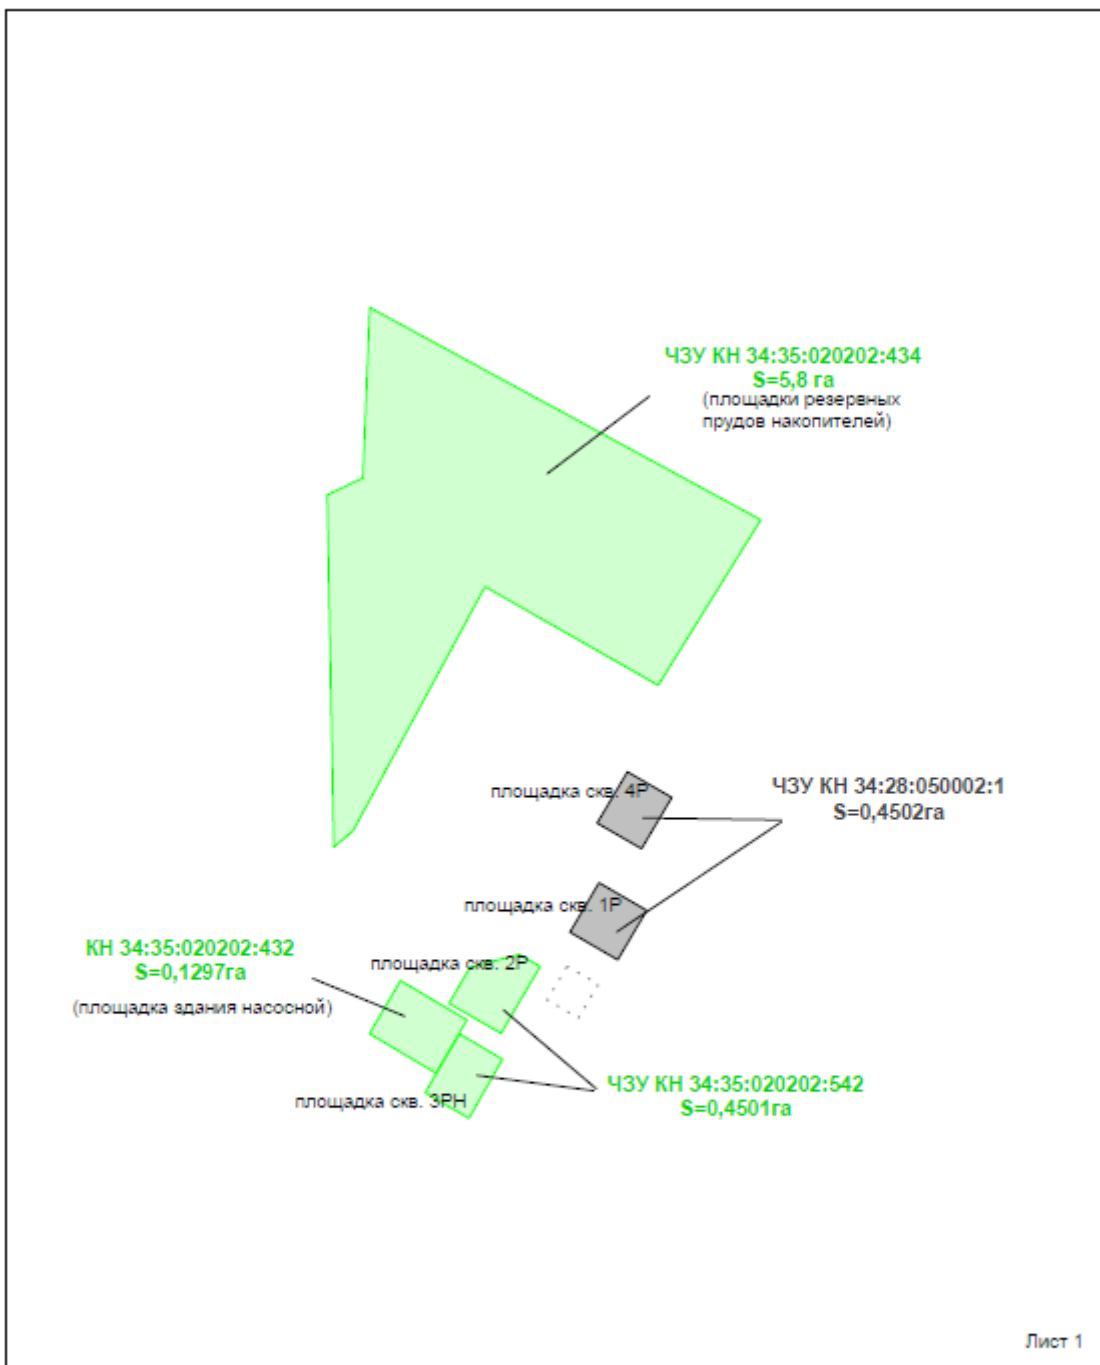 ЧЗУ КН 34:35:020202:434
S=5,8 га
(площадки резервных
прудов накопителей)
площадка скв. 4Р
ЧЗУ КН 34:28:050002:1
S=0,4502га
площадка скв. 1Р
КН 34:35:020202:432
S=0,1297га
(площадка здания насосной)
площадка скв. 2Р
ЧЗУ КН 34:35:020202:542
S=0,4501га
площадка скв. 3РН
Лист 1